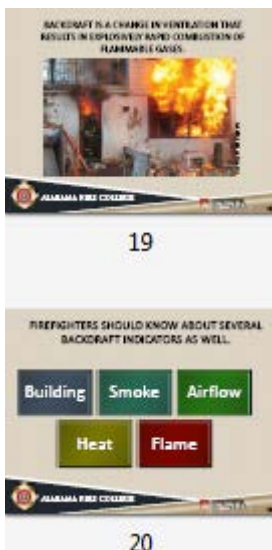 BACKDRAFT IS A CHANGE IN VENTILATION THAT
RESULTS IN EXPLOSIVELY RAPID COMBUSTION OF
FLAMMABLE GASES.
ALABAMA FIRE COLLEGE
19
FIREFIGHTERS SHOULD KNOW ABOUT SEVERAL
BACKDRAFT INDICATORS AS WELL.
Building Smoke Airflow
Heat Flame
ALABAMA FIRE COLLEGE
20